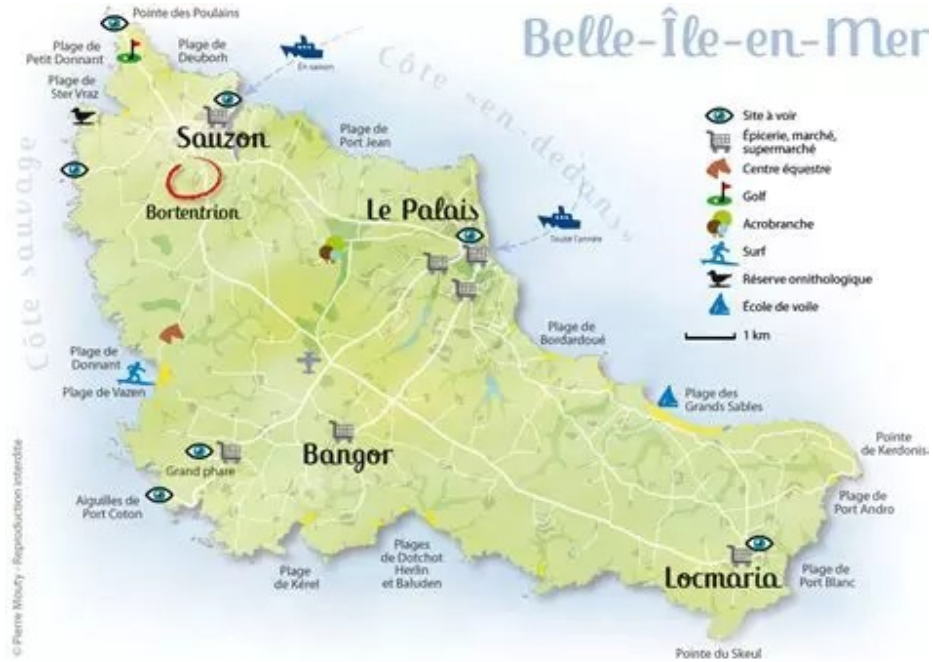 Belle-Île-en-Mer
Pointe des Poulains
Plage de
Petit Donnant
Plage de
Deuborh
En saison
Plage de
Ster Vraz
Côte «en-dedans»
Côte sauvage
Sauzon
Plage de
Port Jean
Bortentrion
Le Palais
Toute l'année
Site à voir
Épicerie, marché,
supermarché
Centre équestre
Golf
Acrobranche
Surf
Réserve ornithologique
École de voile
1 km
Plage de
Bordardoué
Plage de
Donnant
Plage de Vazen
Plage des
Grands Sables
Pointe
de Kerdonis
Bangor
Grand phare
Aiguilles de
Port Coton
Plage de
Port Andro
Plages
de Dotchot
Herlin
et Baluden
Plage
de Kérel
Locmaria
Plage de
Port Blanc
Pointe du Skeul
© Pierre Mouty - Reproduction interdite